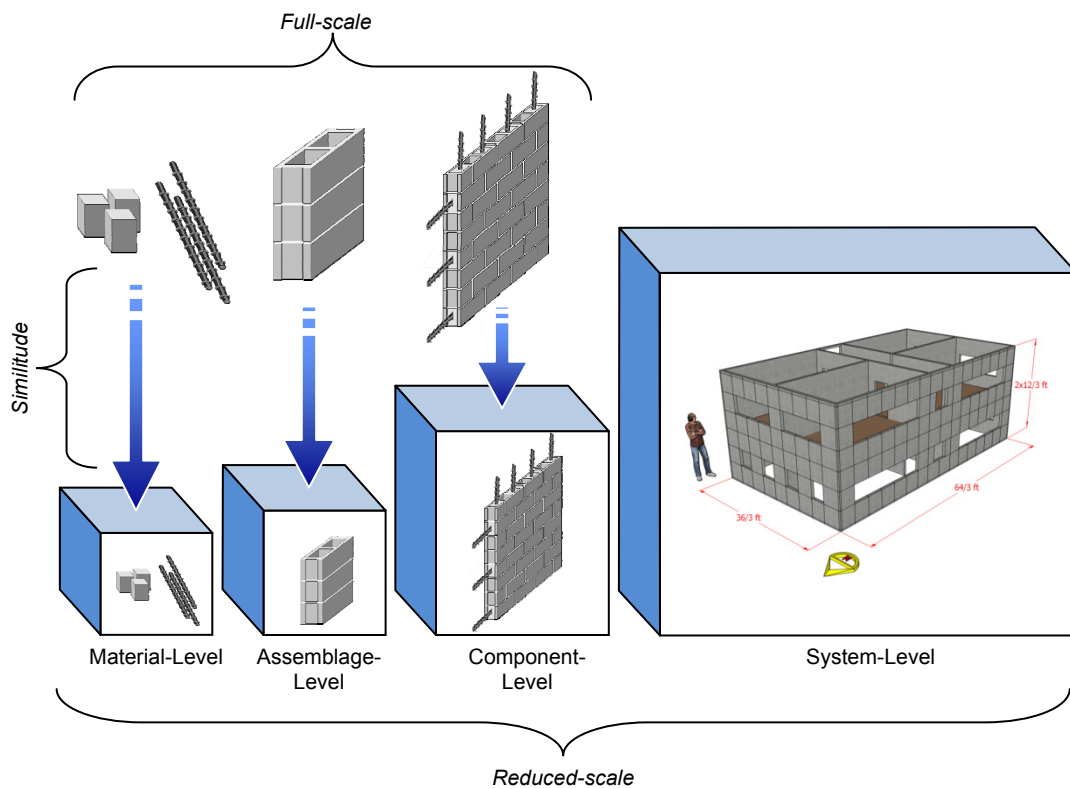 Full-scale
Similitude
2x12/3 ft
64/3 ft
36/3 ft
Material-Level
Assemblage-
Level
Component-
Level
System-Level
Reduced-scale